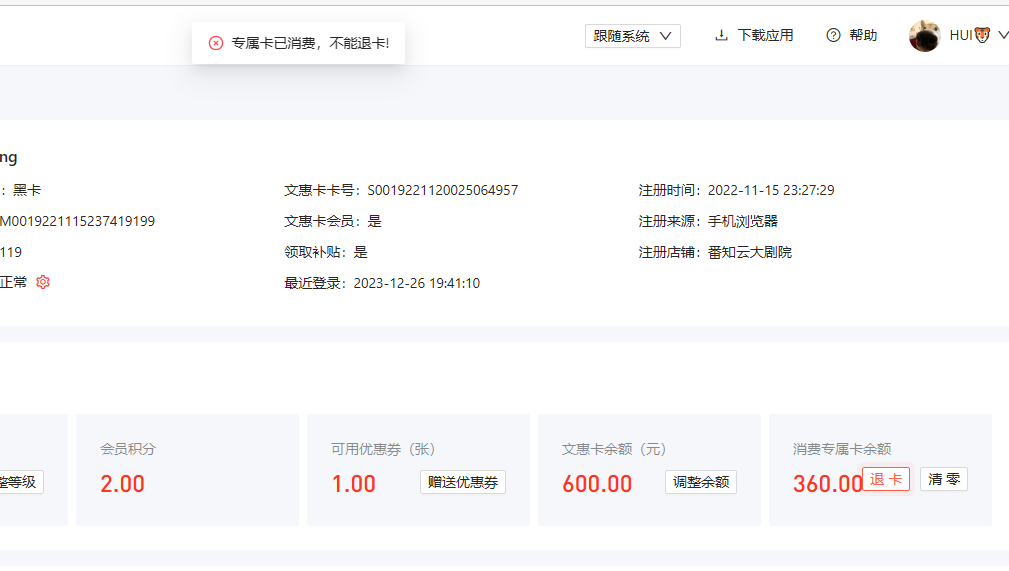 专属卡已消费，不能退卡!
跟随系统
下载应用
帮助
HUI🐯
ng
：黑卡
文惠卡卡号：S0019221120025064957
注册时间：2022-11-15 23:27:29
M0019221115237419199
文惠卡会员：是
注册来源：手机浏览器
119
领取补贴：是
注册店铺：番知云大剧院
正常
最近登录：2023-12-26 19:41:10
整等级
会员积分
2.00
可用优惠券（张）
1.00
赠送优惠券
文惠卡余额（元）
600.00
调整余额
消费专属卡余额
360.00
退 卡
清 零